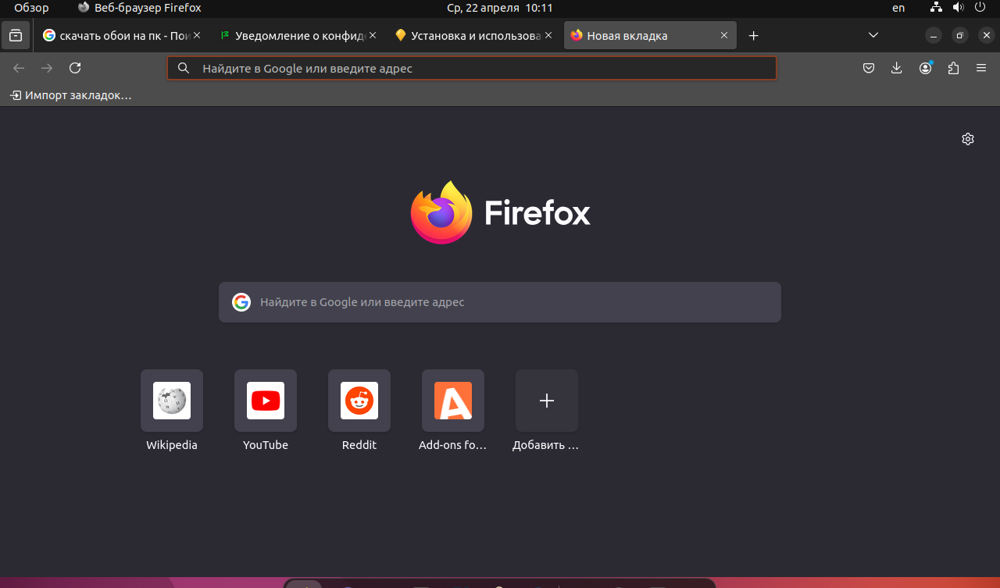 Обзор Веб-браузер Firefox Ср, 22 апреля 10:11 en
скачать обои на пк - Пои Уведомление о конфид Установка и использова Новая вкладка
Найдите в Google или введите адрес
Импорт закладок…
Firefox
Найдите в Google или введите адрес
Wikipedia YouTube Reddit Add-ons fo… Добавить …